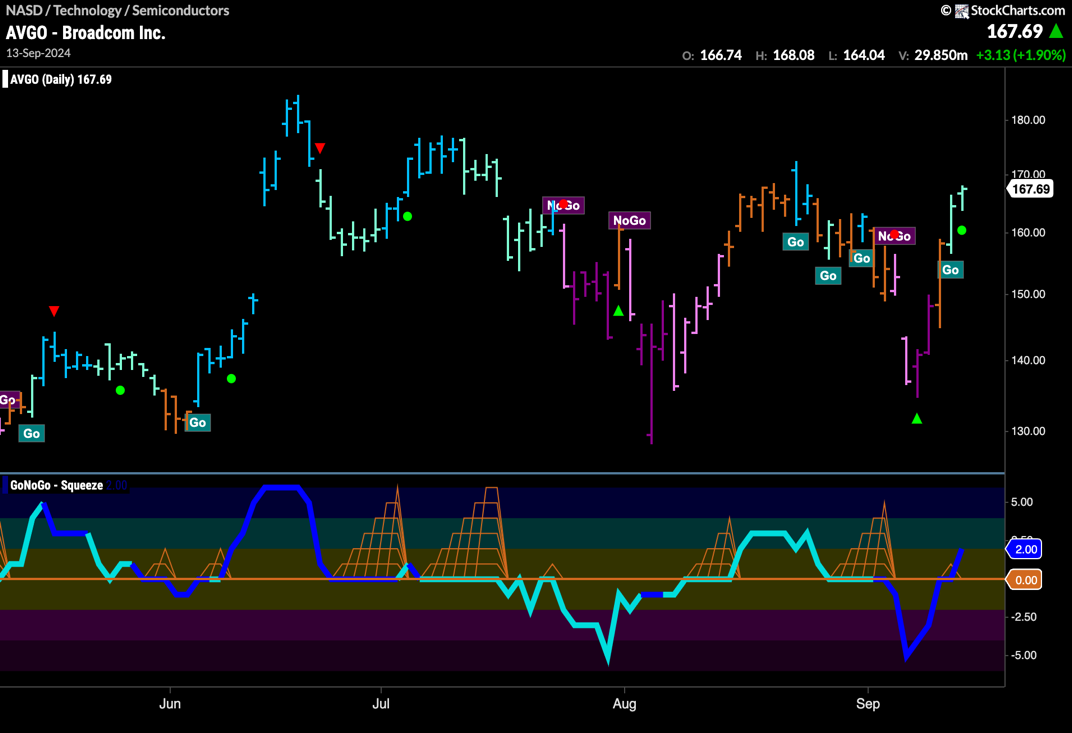 NASD / Technology / Semiconductors
© StockCharts.com
AVGO - Broadcom Inc.
167.69
13-Sep-2024
O: 166.74 H: 168.08 L: 164.04 V: 29.850m +3.13 (+1.90%)
AVGO (Daily) 167.69
180.00
170.00
167.69
NoGo
NoGo
160.00
NoGo
Go
Go
Go
Go
150.00
140.00
Go
Go
Go
130.00
GoNoGo - Squeeze 2.00
5.00
2.00
0.00
-2.50
-5.00
Jun Jul Aug Sep